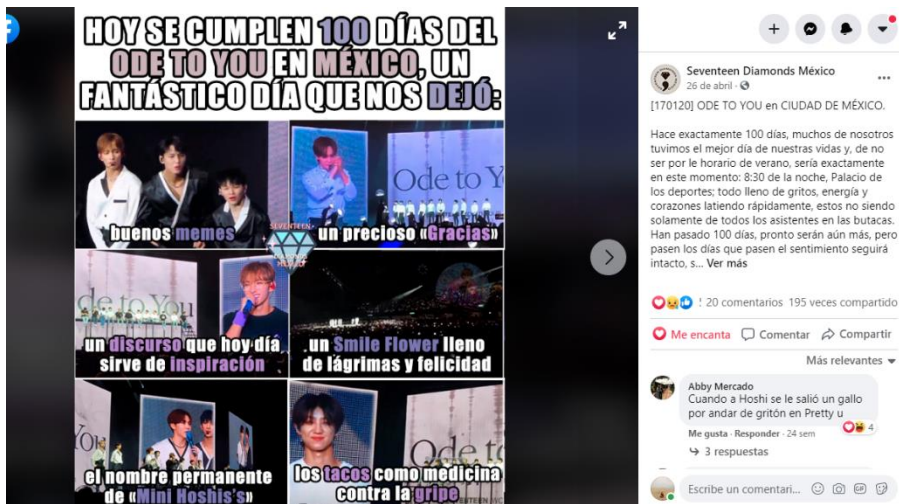 HOY SE CUMPLEN 100 DÍAS DEL
ODE TO YOU EN MÉXICO, UN
FANTÁSTICO DÍA QUE NOS DEJÓ:
buenos memes
Ode to Y
un precioso «Gracias»
SEVENTEEN
de to You
un discurso que hoy día
sirve de inspiración
un Smile Flower lleno
de lágrimas y felicidad
el nombre permanente
de «Mini Hoshis's»
Ode t
los tacos como medicina
contra la gripe
Seventeen Diamonds México
26 de abril ·
[170120] ODE TO YOU en CIUDAD DE MÉXICO.
Hace exactamente 100 días, muchos de nosotros
tuvimos el mejor día de nuestras vidas y, de no
ser por le horario de verano, sería exactamente
en este momento: 8:30 de la noche, Palacio de
los deportes; todo lleno de gritos, energía y
corazones latiendo rápidamente, estos no siendo
solamente de todos los asistentes en las butacas.
Han pasado 100 días, pronto serán aún más, pero
pasen los días que pasen el sentimiento seguirá
intacto, s... Ver más
20 comentarios 195 veces compartido
Me encanta Comentar Compartir
Más relevantes
Abby Mercado
Cuando a Hoshi se le salió un gallo
por andar de gritón en Pretty u
4
Me gusta · Responder · 24 sem
3 respuestas
Escribe un comentari...
GIF